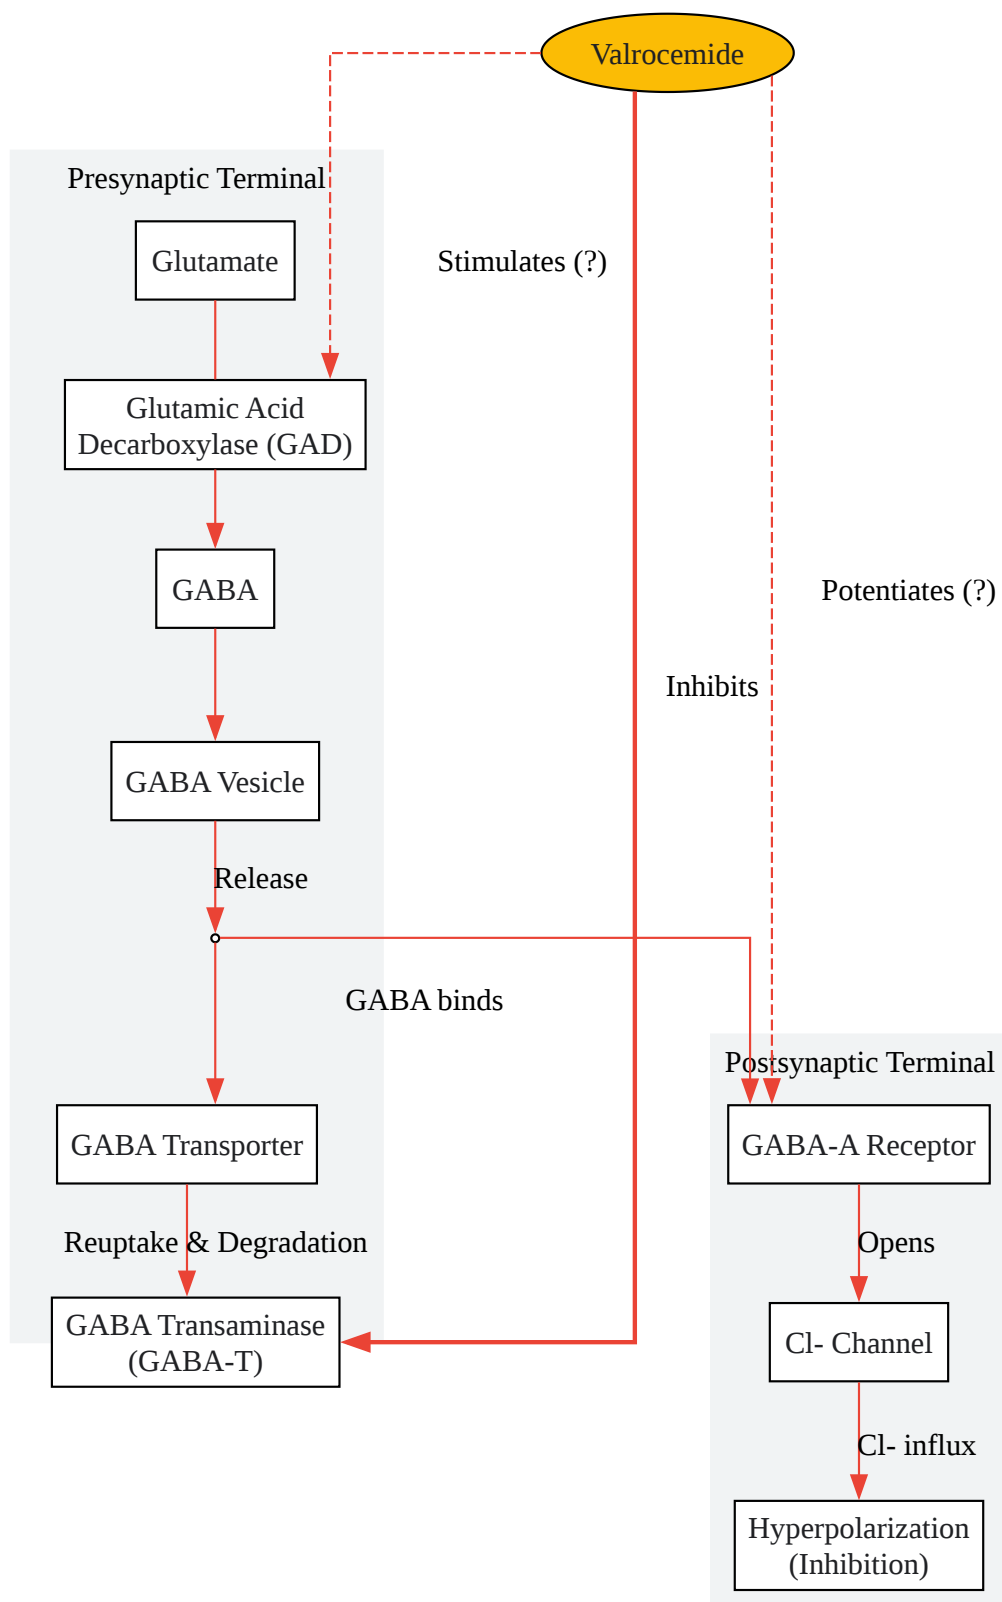 Valrocemide
Presynaptic Terminal
Glutamate
Stimulates (?)
Glutamic Acid
Decarboxylase (GAD)
GABA
Potentiates (?)
Inhibits
GABA Vesicle
Release
GABA binds
Postsynaptic Terminal
GABA Transporter
GABA-A Receptor
Reuptake & Degradation
Opens
GABA Transaminase
(GABA-T)
Cl- Channel
Cl- influx
Hyperpolarization
(Inhibition)